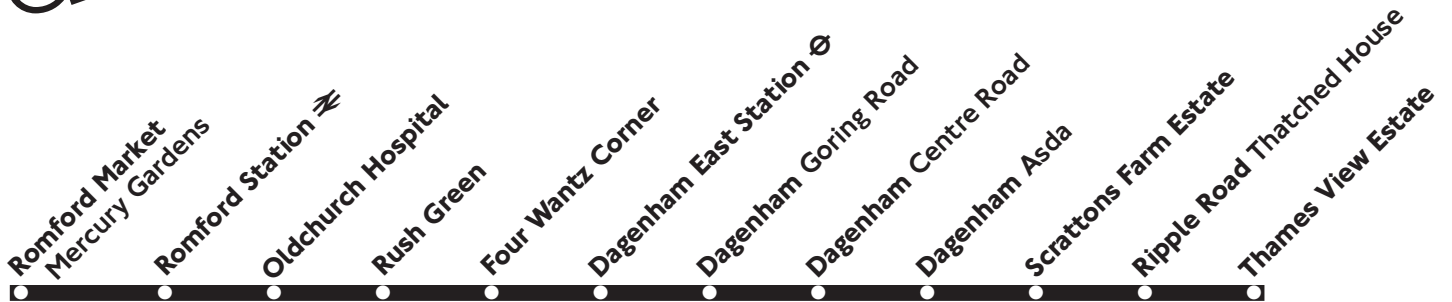 Romford Market
Mercury Gardens
Romford Station
Oldchurch Hospital
Rush Green
Four Wantz Corner
Dagenham East Station
Dagenham Goring Road
Dagenham Centre Road
Dagenham Asda
Scrattons Farm Estate
Ripple Road Thatched House
Thames View Estate